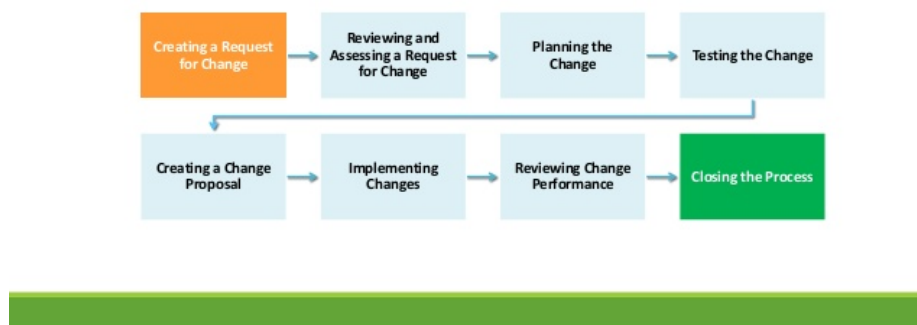 Creating a Request
for Change
Reviewing and
Assessing a Request
for Change
Planning the
Change
Testing the Change
Creating a Change
Proposal
Implementing
Changes
Reviewing Change
Performance
Closing the Process